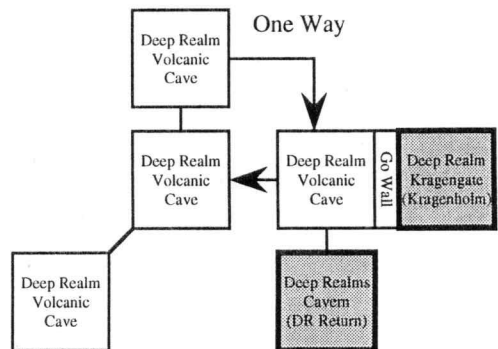 One Way
Deep Realm
Volcanic
Cave
Deep Realm
Volcanic
Cave
Deep Realm
Volcanic
Cave
Go Wall
Deep Realm
Kragengate
(Kragenholm)
Deep Realm
Volcanic
Cave
Deep Realms
Cavern
(DR Return)